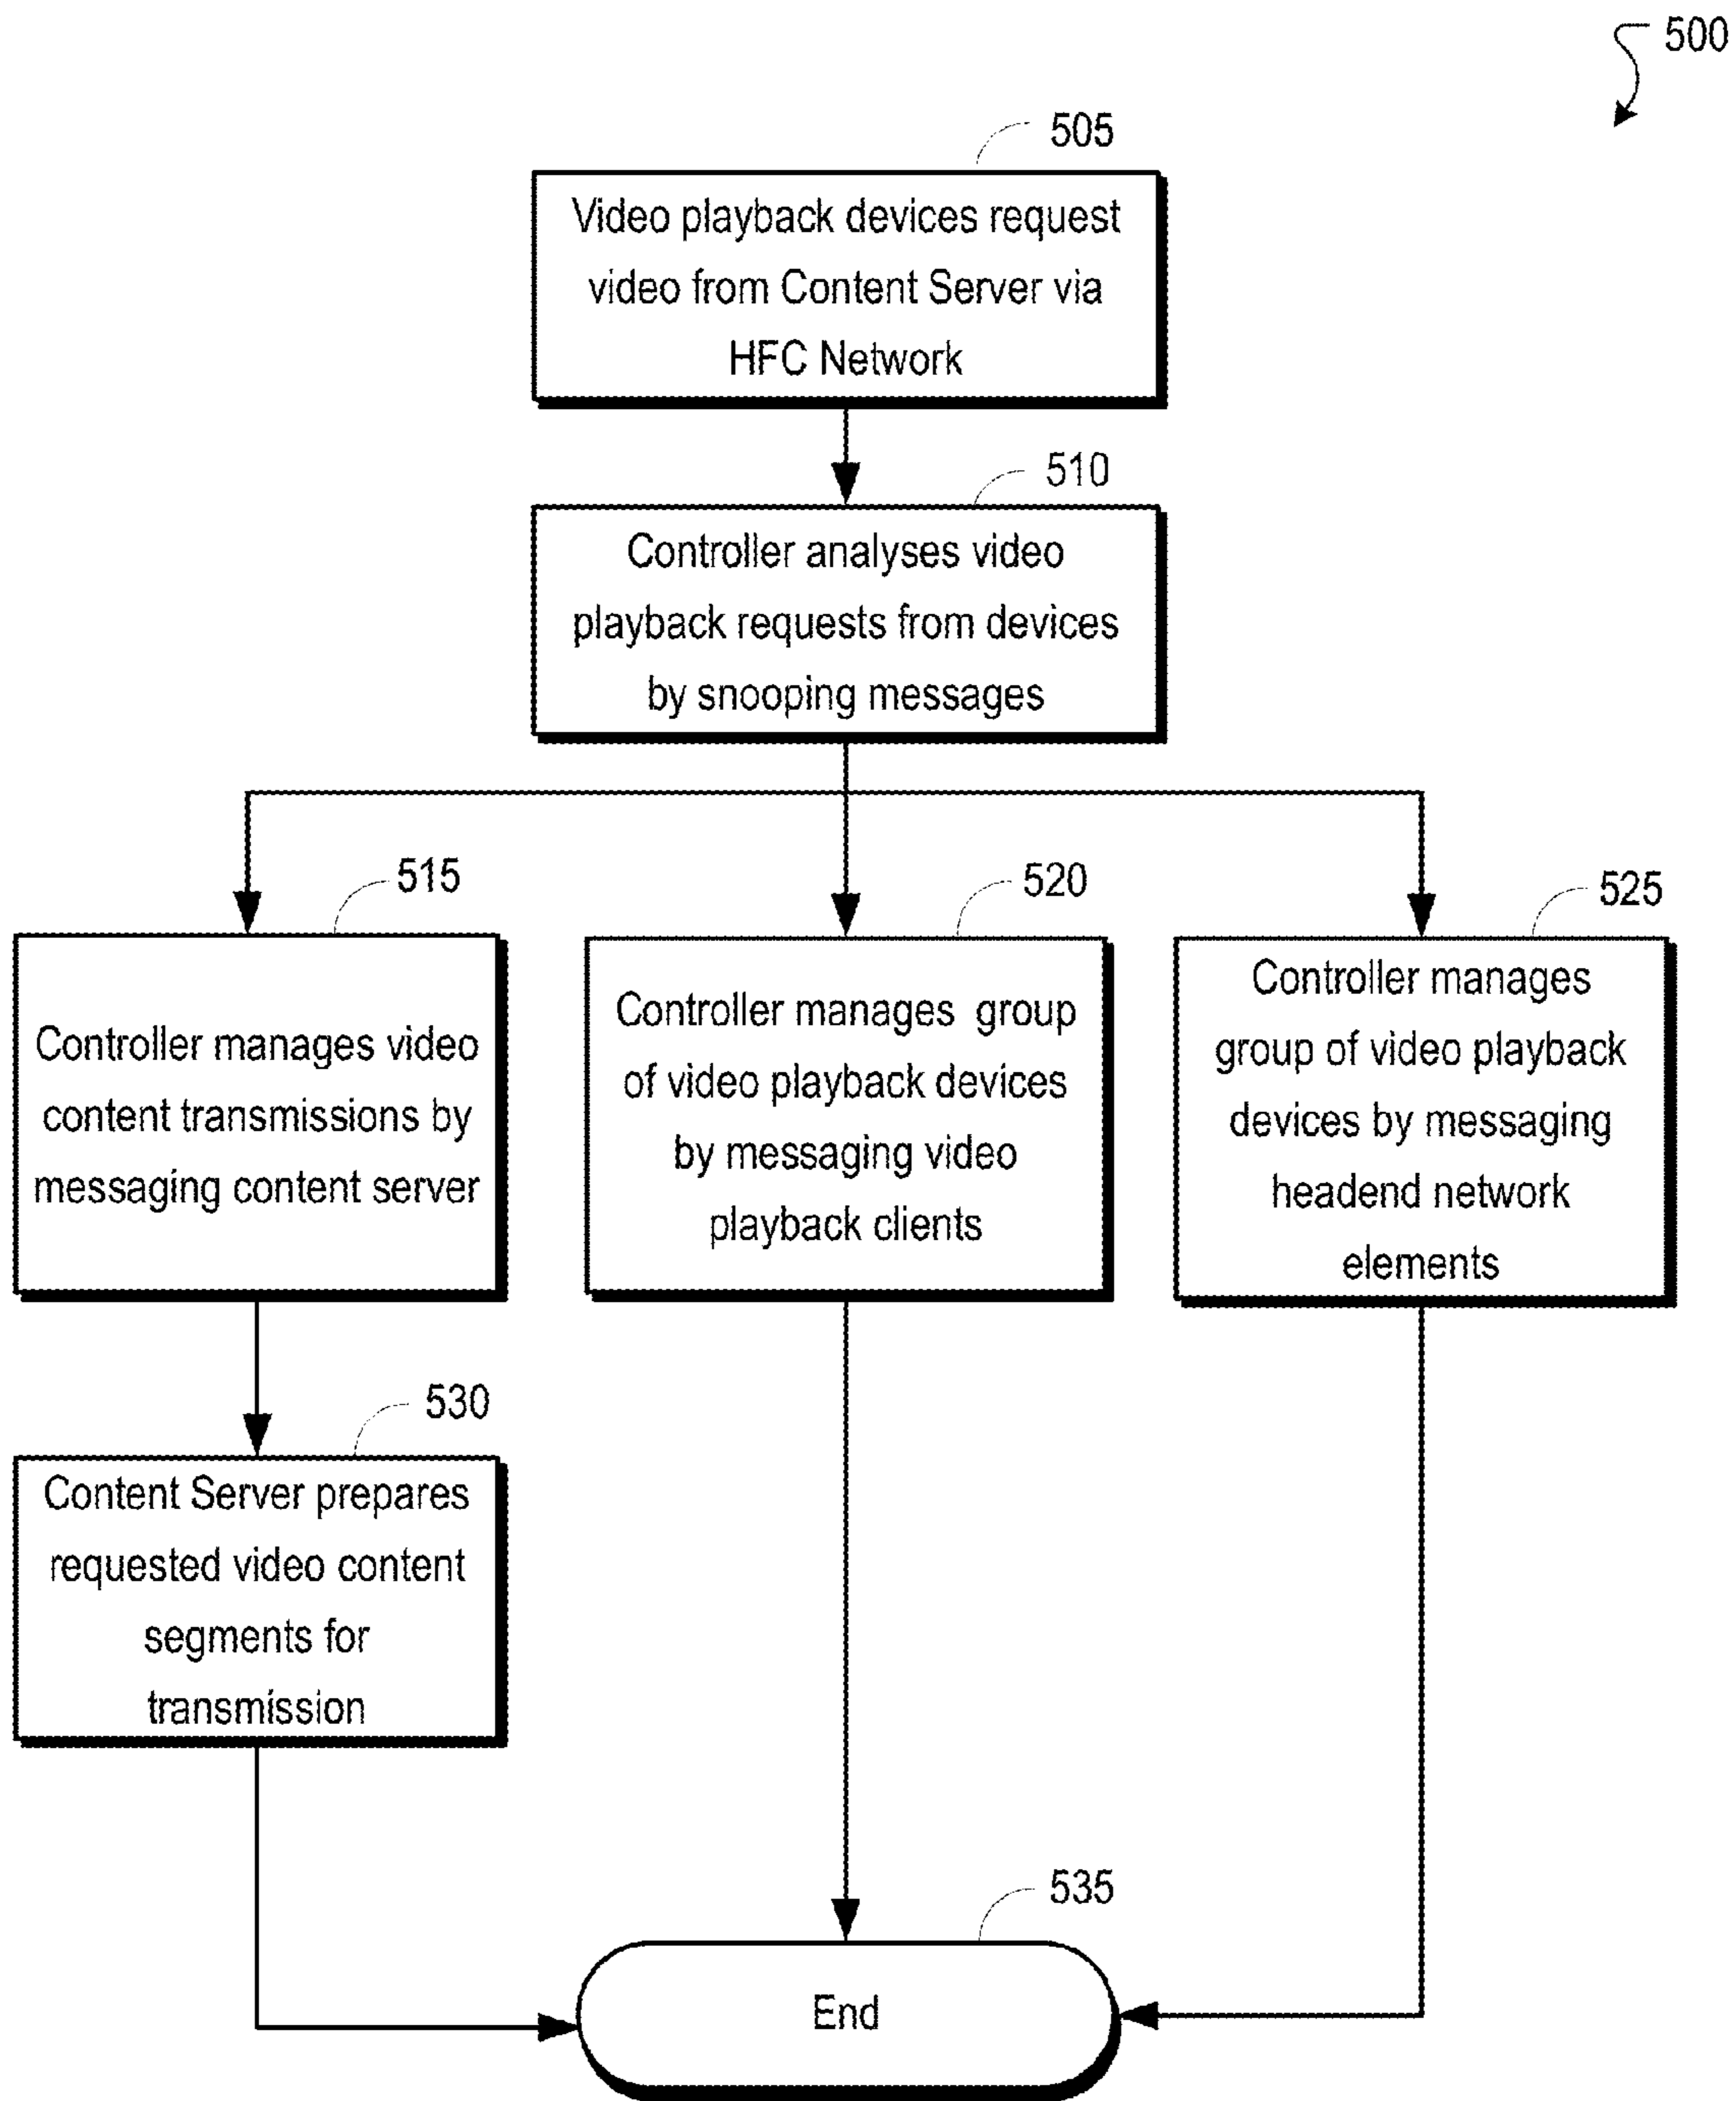 500
505
Video playback devices request
video from Content Server via
HFC Network
510
Controller analyses video
playback requests from devices
by snooping messages
515
Controller manages video
content transmissions by
messaging content server
520
Controller manages group
of video playback devices
by messaging video
playback clients
525
Controller manages
group of video playback
devices by messaging
headend network
elements
530
Content Server prepares
requested video content
segments for
transmission
535
End